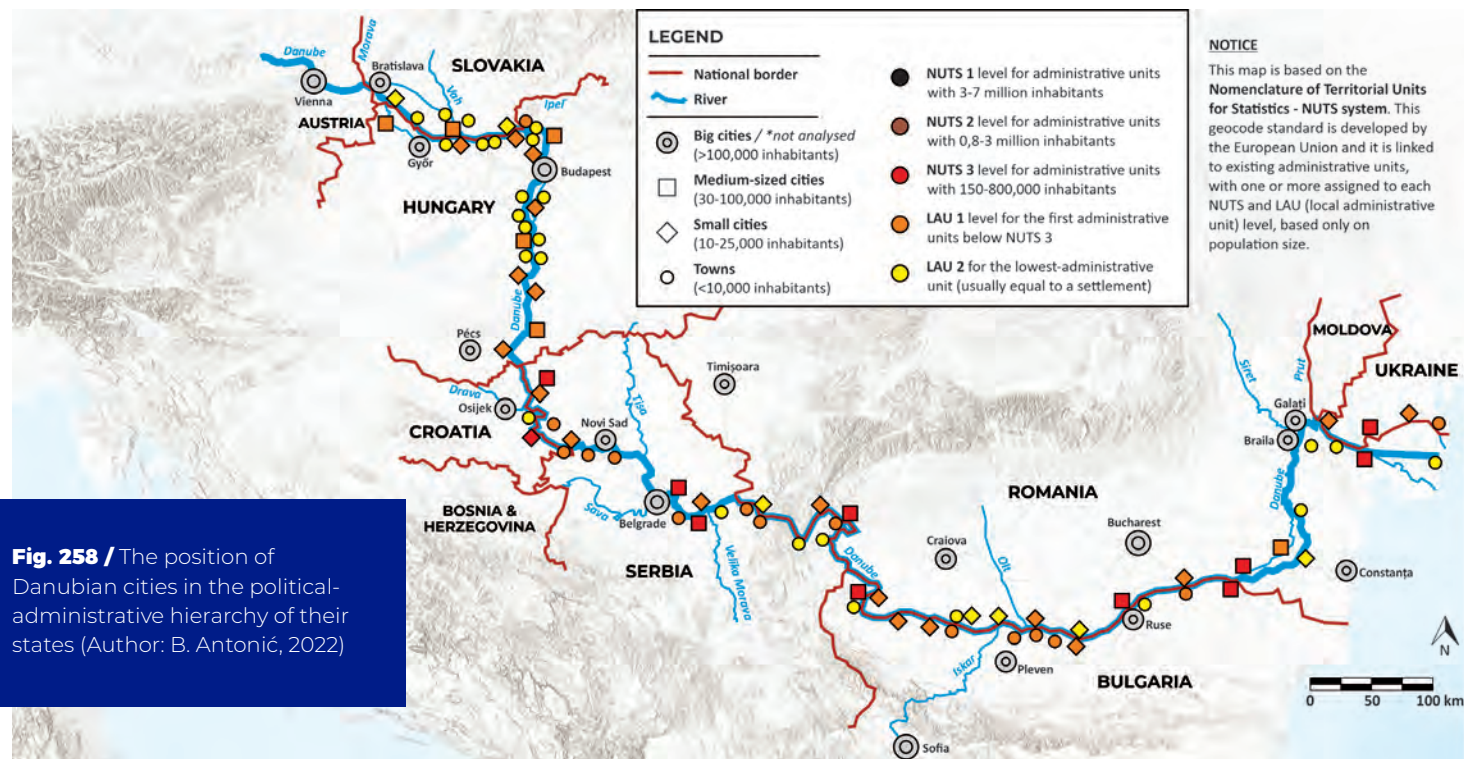 LEGEND
National border
River
Big cities / *not analysed
(>100,000 inhabitants)
Medium-sized cities
(30-100,000 inhabitants)
Small cities
(10-25,000 inhabitants)
Towns
(<10,000 inhabitants)
NUTS 1 level for administrative units
with 3-7 million inhabitants
NUTS 2 level for administrative units
with 0,8-3 million inhabitants
NUTS 3 level for administrative units
with 150-800,000 inhabitants
LAU 1 level for the first administrative
units below NUTS 3
LAU 2 for the lowest-administrative
unit (usually equal to a settlement)
NOTICE
This map is based on the
Nomenclature of Territorial Units
for Statistics - NUTS system. This
geocode standard is developed by
the European Union and it is linked
to existing administrative units,
with one or more assigned to each
NUTS and LAU (local administrative
unit) level, based only on
population size.
Danube
Morava
Vienna
Bratislava
SLOVAKIA
Vah
Ipel'
AUSTRIA
Győr
Budapest
HUNGARY
Danube
Pécs
Drava
Osijek
CROATIA
Novi Sad
Tisa
Timișoara
BOSNIA &
HERZEGOVINA
Sava
Belgrade
SERBIA
Velika Morava
Danube
Craiova
Olt
ROMANIA
Bucharest
Iskar
Pleven
Sofia
Ruse
BULGARIA
Constanța
Danube
Braila
Galați
Siret
Prut
MOLDOVA
UKRAINE
N
0 50 100 km
Fig. 258 / The position of
Danubian cities in the political-
administrative hierarchy of their
states (Author: B. Antonić, 2022)